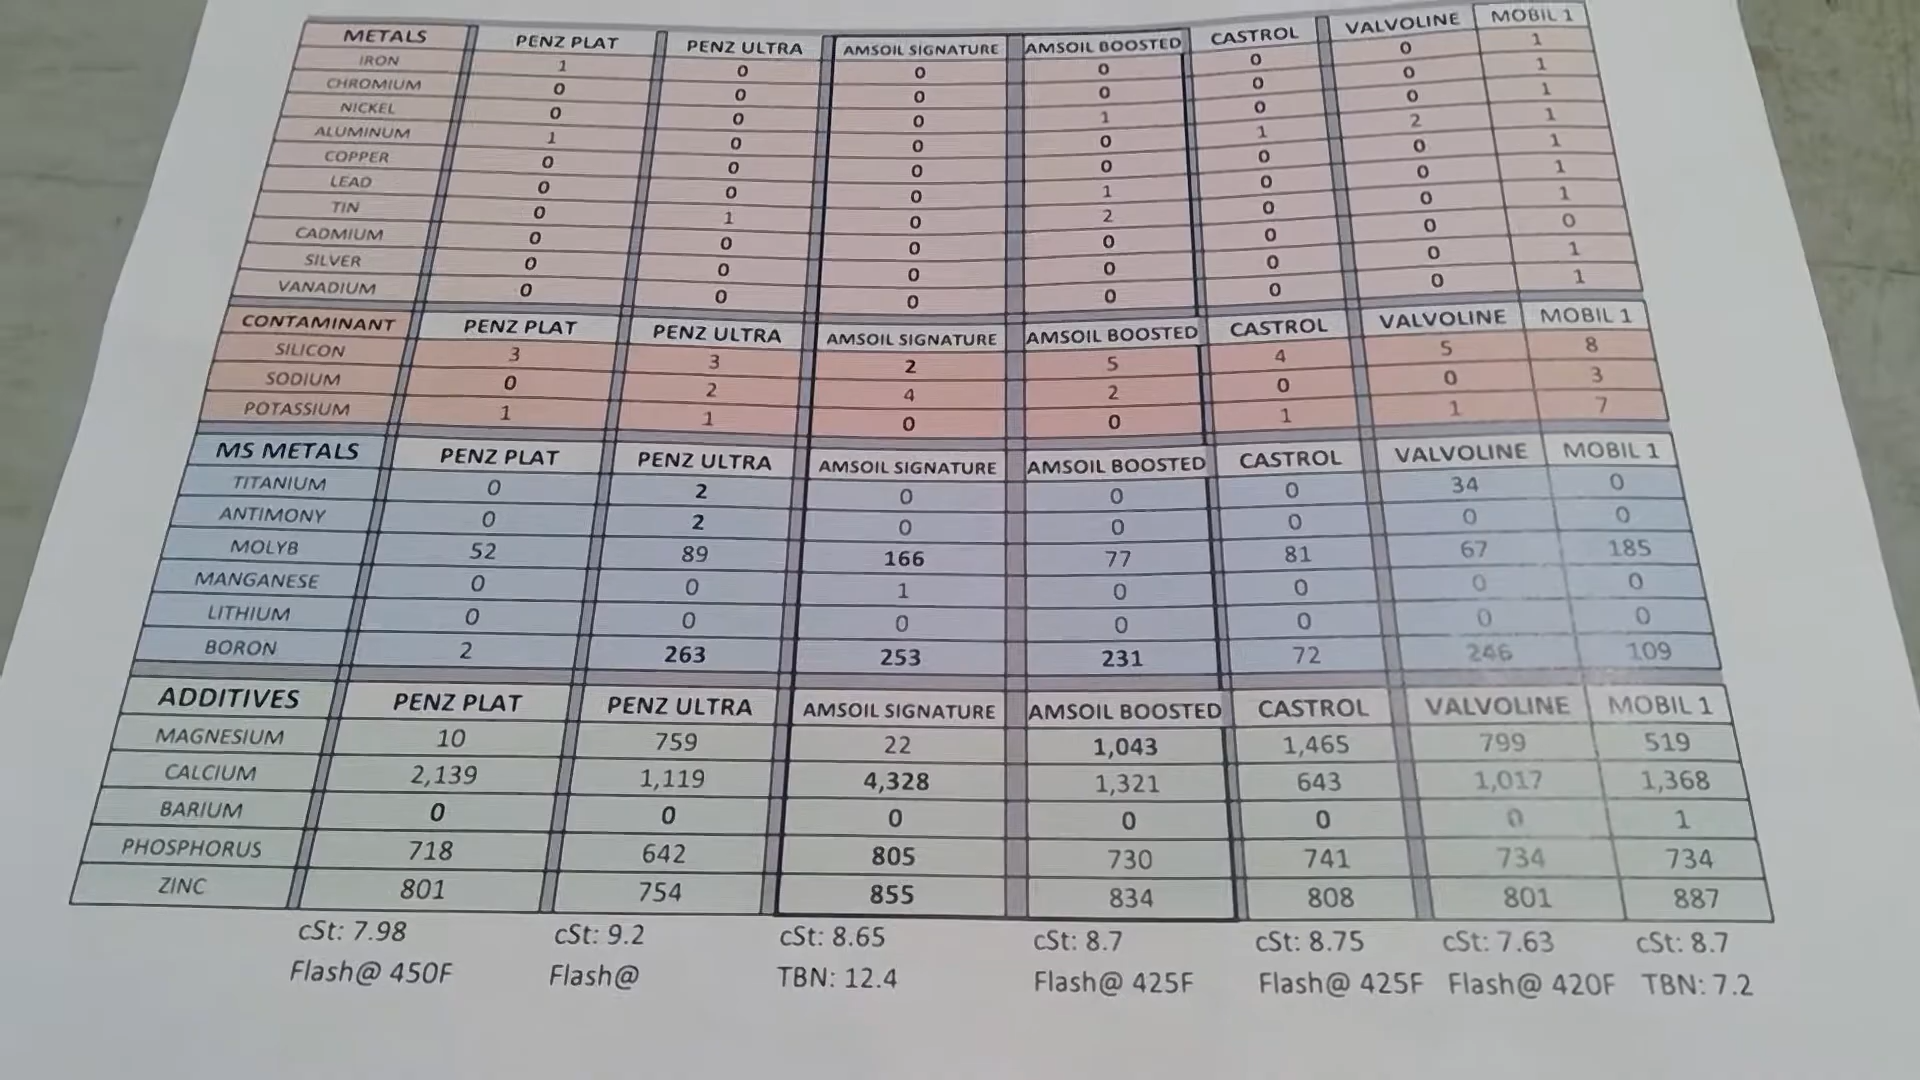 METALS PENZ PLAT PENZ ULTRA AMSOIL SIGNATURE AMSOIL BOOSTED CASTROL VALVOLINE MOBIL 1
IRON 1 0 0 0 0 0 1
CHROMIUM 0 0 0 0 0 0 1
NICKEL 0 0 0 1 0 0 1
ALUMINUM 1 0 0 0 1 2 1
COPPER 0 0 0 0 0 0 1
LEAD 0 0 0 1 0 0 1
TIN 0 1 0 2 0 0 1
CADMIUM 0 0 0 0 0 0 0
SILVER 0 0 0 0 0 0 1
VANADIUM 0 0 0 0 0 0 1
CONTAMINANT PENZ PLAT PENZ ULTRA AMSOIL SIGNATURE AMSOIL BOOSTED CASTROL VALVOLINE MOBIL 1
SILICON 3 3 2 5 4 5 8
SODIUM 0 2 4 2 0 0 3
POTASSIUM 1 1 0 0 1 1 7
MS METALS PENZ PLAT PENZ ULTRA AMSOIL SIGNATURE AMSOIL BOOSTED CASTROL VALVOLINE MOBIL 1
TITANIUM 0 2 0 0 0 34 0
ANTIMONY 0 2 0 0 0 0 0
MOLYB 52 89 166 77 81 67 185
MANGANESE 0 0 1 0 0 0 0
LITHIUM 0 0 0 0 0 0 0
BORON 2 263 253 231 72 246 109
ADDITIVES PENZ PLAT PENZ ULTRA AMSOIL SIGNATURE AMSOIL BOOSTED CASTROL VALVOLINE MOBIL 1
MAGNESIUM 10 759 22 1,043 1,465 799 519
CALCIUM 2,139 1,119 4,328 1,321 643 1,017 1,368
BARIUM 0 0 0 0 0 0 1
PHOSPHORUS 718 642 805 730 741 734 734
ZINC 801 754 855 834 808 801 887
cSt: 7.98 cSt: 9.2 cSt: 8.65 cSt: 8.7 cSt: 8.75 cSt: 7.63 cSt: 8.7
Flash@ 450F Flash@ TBN: 12.4 Flash@ 425F Flash@ 425F Flash@ 420F TBN: 7.2